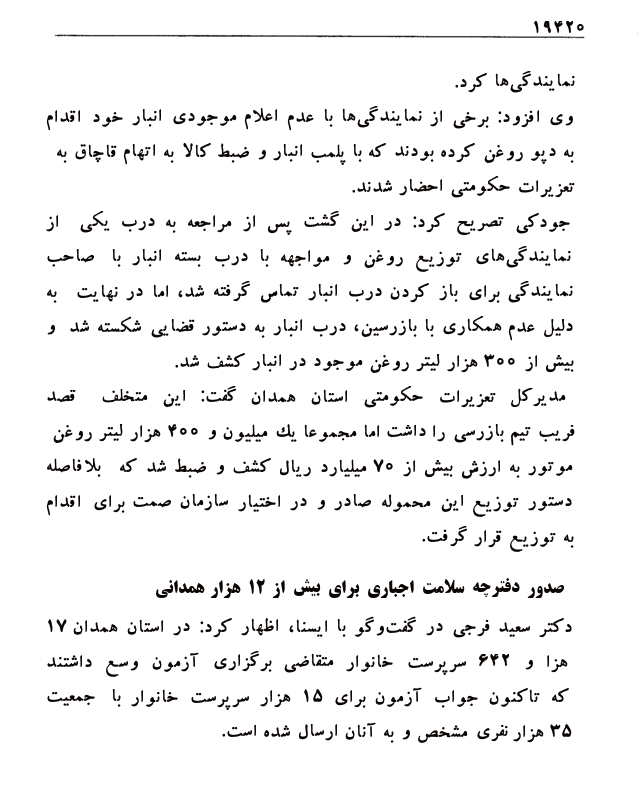 ۱۹۴۲۰
نمایندگی‌ها کرد.
وی افزود: برخی از نمایندگی‌ها با عدم اعلام موجودی انبار خود اقدام
به دپو روغن کرده بودند که با پلمب انبار و ضبط کالا به اتهام قاچاق به
تعزیرات حکومتی احضار شدند.
جودکی تصریح کرد: در این گشت پس از مراجعه به درب یکی از
نمایندگی‌های توزیع روغن و مواجهه با درب بسته انبار با صاحب
نمایندگی برای باز کردن درب انبار تماس گرفته شد، اما در نهایت به
دلیل عدم همکاری با بازرسین، درب انبار به دستور قضایی شکسته شد و
بیش از ۳۰۰ هزار لیتر روغن موجود در انبار کشف شد.
مدیرکل تعزیرات حکومتی استان همدان گفت: این متخلف قصد
فریب تیم بازرسی را داشت اما مجموعا یك میلیون و ۴۰۰ هزار لیتر روغن
موتور به ارزش بیش از ۷۰ میلیارد ریال کشف و ضبط شد که بلافاصله
دستور توزیع این محموله صادر و در اختیار سازمان صمت برای اقدام
به توزیع قرار گرفت.
صدور دفترچه سلامت اجباری برای بیش از ۱۲ هزار همدانی
دکتر سعید فرجی در گفت‌وگو با ایسنا، اظهار کرد: در استان همدان ۱۷
هزا و ۶۴۲ سرپرست خانوار متقاضی برگزاری آزمون وسع داشتند
که تاکنون جواب آزمون برای ۱۵ هزار سرپرست خانوار با جمعیت
۳۵ هزار نفری مشخص و به آنان ارسال شده است.